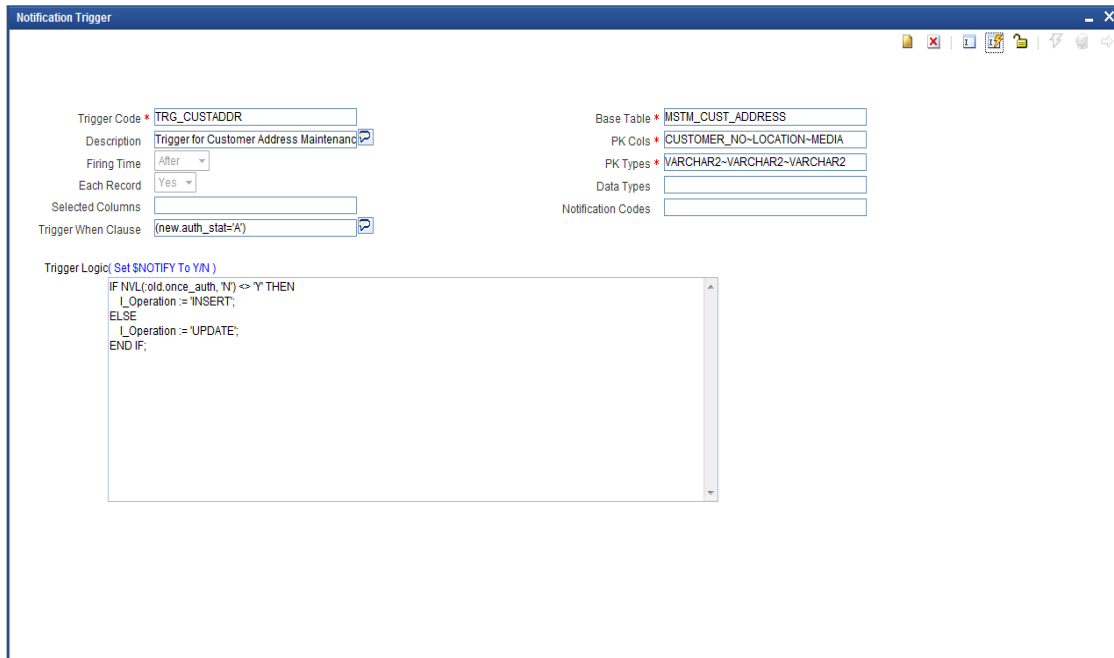 Notification Trigger
Trigger Code * TRG_CUSTADDR
Description Trigger for Customer Address Maintenanc
Firing Time After
Each Record Yes
Selected Columns
Trigger When Clause (new.auth_stat='A')
Base Table * MSTM_CUST_ADDRESS
PK Cols * CUSTOMER_NO~LOCATION~MEDIA
PK Types * VARCHAR2~VARCHAR2~VARCHAR2
Data Types
Notification Codes
Trigger Logic( Set $NOTIFY To Y/N )
IF NVL(:old.once_auth, 'N') <> 'Y' THEN
l_Operation := 'INSERT';
ELSE
l_Operation := 'UPDATE';
END IF;